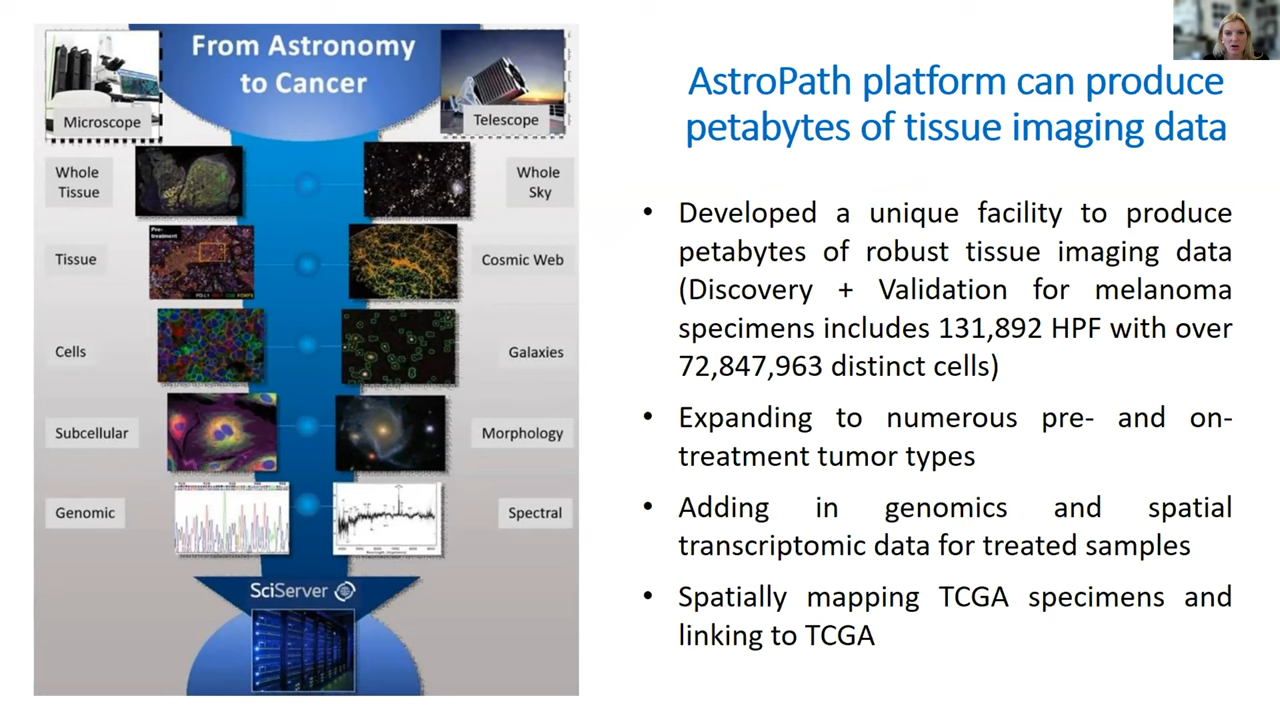 From Astronomy
to Cancer
Microscope
Telescope
Whole
Tissue
Whole
Sky
Pre-
treatment
Tissue
Cosmic Web
Cells
Galaxies
Subcellular
Morphology
Genomic
Spectral
SciServer
AstroPath platform can produce
petabytes of tissue imaging data
• Developed a unique facility to produce
petabytes of robust tissue imaging data
(Discovery + Validation for melanoma
specimens includes 131,892 HPF with over
72,847,963 distinct cells)
• Expanding to numerous pre- and on-
treatment tumor types
• Adding in genomics and spatial
transcriptomic data for treated samples
• Spatially mapping TCGA specimens and
linking to TCGA